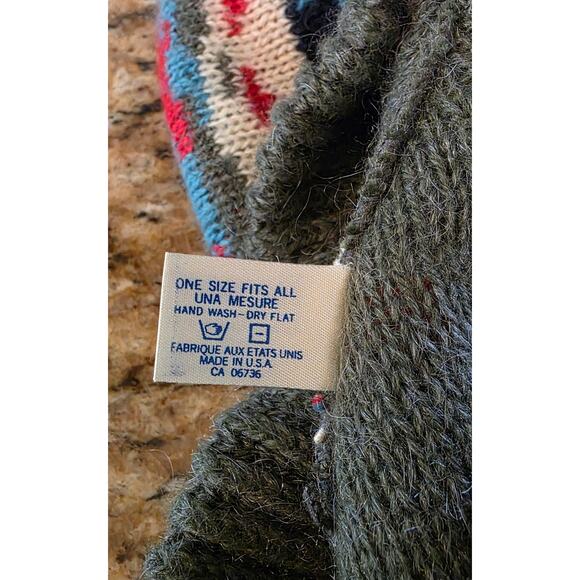 ONE SIZE FITS ALL
UNA MESURE
HAND WASH - DRY FLAT
FABRIQUE AUX ETATS UNIS
MADE IN U.S.A.
CA 06736